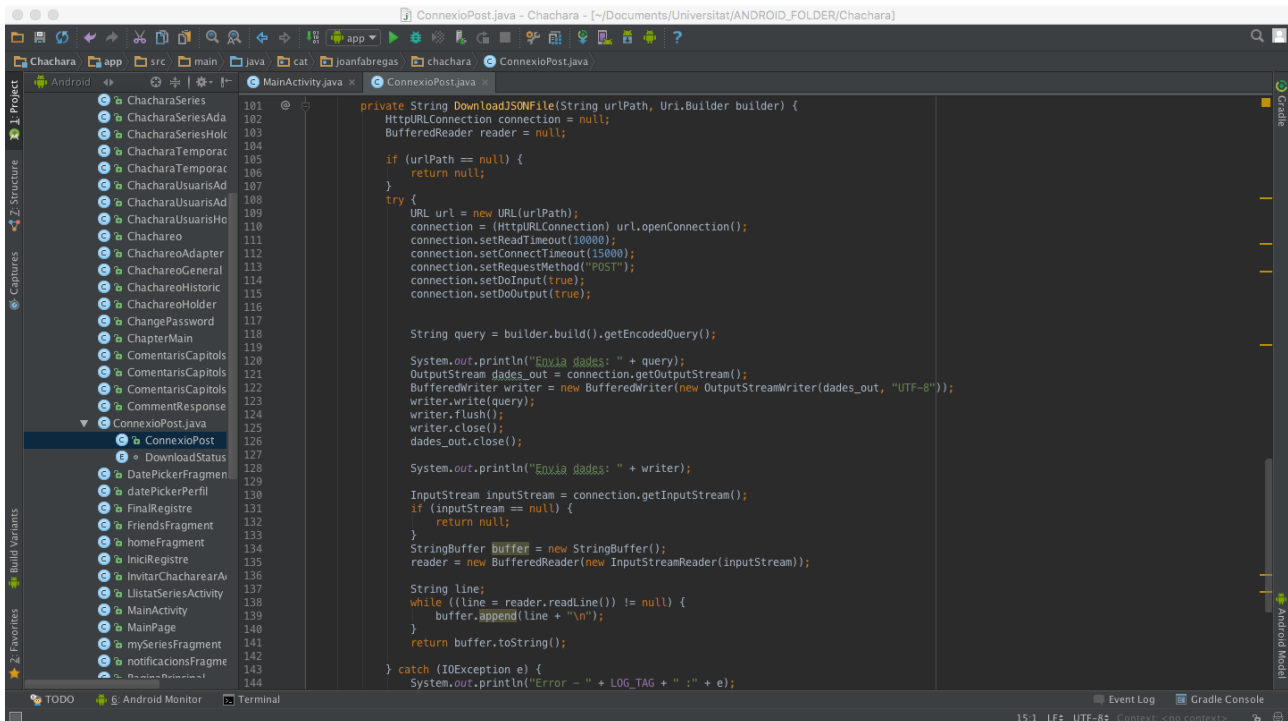 ConnexioPost.java - Chachara - [~/Documents/Universitat/ANDROID_FOLDER/Chachara]
app
Chachara app src main java cat joanfabregas chachara ConnexioPost.java
Android
MainActivity.java × ConnexioPost.java ×
1: Project
Z: Structure
Captures
Build Variants
2: Favorites
ChacharaSeries
ChacharaSeriesAda
ChacharaSeriesHolc
ChacharaTemporac
ChacharaTemporac
ChacharaUsuarisAd
ChacharaUsuarisAd
ChacharaUsuarisHo
Chachareo
ChachareoAdapter
ChachareoGeneral
ChachareoHistoric
ChachareoHolder
ChangePassword
ChapterMain
ComentarisCapitols
ComentarisCapitols
ComentarisCapitols
CommentResponse
ConnexioPost.java
ConnexioPost
DownloadStatus
DatePickerFragmen
datePickerPerfil
FinalRegistre
FriendsFragment
homeFragment
IniciRegistre
InvitarChacharearA
LlistatSeriesActivity
MainActivity
MainPage
mySeriesFragment
notificacionsFragme
PaginaPrincipal
101 @ private String DownloadJSONFile(String urlPath, Uri.Builder builder) {
102 HttpURLConnection connection = null;
103 BufferedReader reader = null;
104
105 if (urlPath == null) {
106 return null;
107 }
108 try {
109 URL url = new URL(urlPath);
110 connection = (HttpURLConnection) url.openConnection();
111 connection.setReadTimeout(10000);
112 connection.setConnectTimeout(15000);
113 connection.setRequestMethod("POST");
114 connection.setDoInput(true);
115 connection.setDoOutput(true);
116
117
118 String query = builder.build().getEncodedQuery();
119
120 System.out.println("Envia dades: " + query);
121 OutputStream dades_out = connection.getOutputStream();
122 BufferedWriter writer = new BufferedWriter(new OutputStreamWriter(dades_out, "UTF-8"));
123 writer.write(query);
124 writer.flush();
125 writer.close();
126 dades_out.close();
127
128 System.out.println("Envia dades: " + writer);
129
130 InputStream inputStream = connection.getInputStream();
131 if (inputStream == null) {
132 return null;
133 }
134 StringBuffer buffer = new StringBuffer();
135 reader = new BufferedReader(new InputStreamReader(inputStream));
136
137 String line;
138 while ((line = reader.readLine()) != null) {
139 buffer.append(line + "\n");
140 }
141 return buffer.toString();
142
143 } catch (IOException e) {
144 System.out.println("Error - " + LOG_TAG + " :" + e);
Gradle
Android Model
TODO 6: Android Monitor Terminal Event Log Gradle Console
15:1 LF UTF-8 Context: <no context>